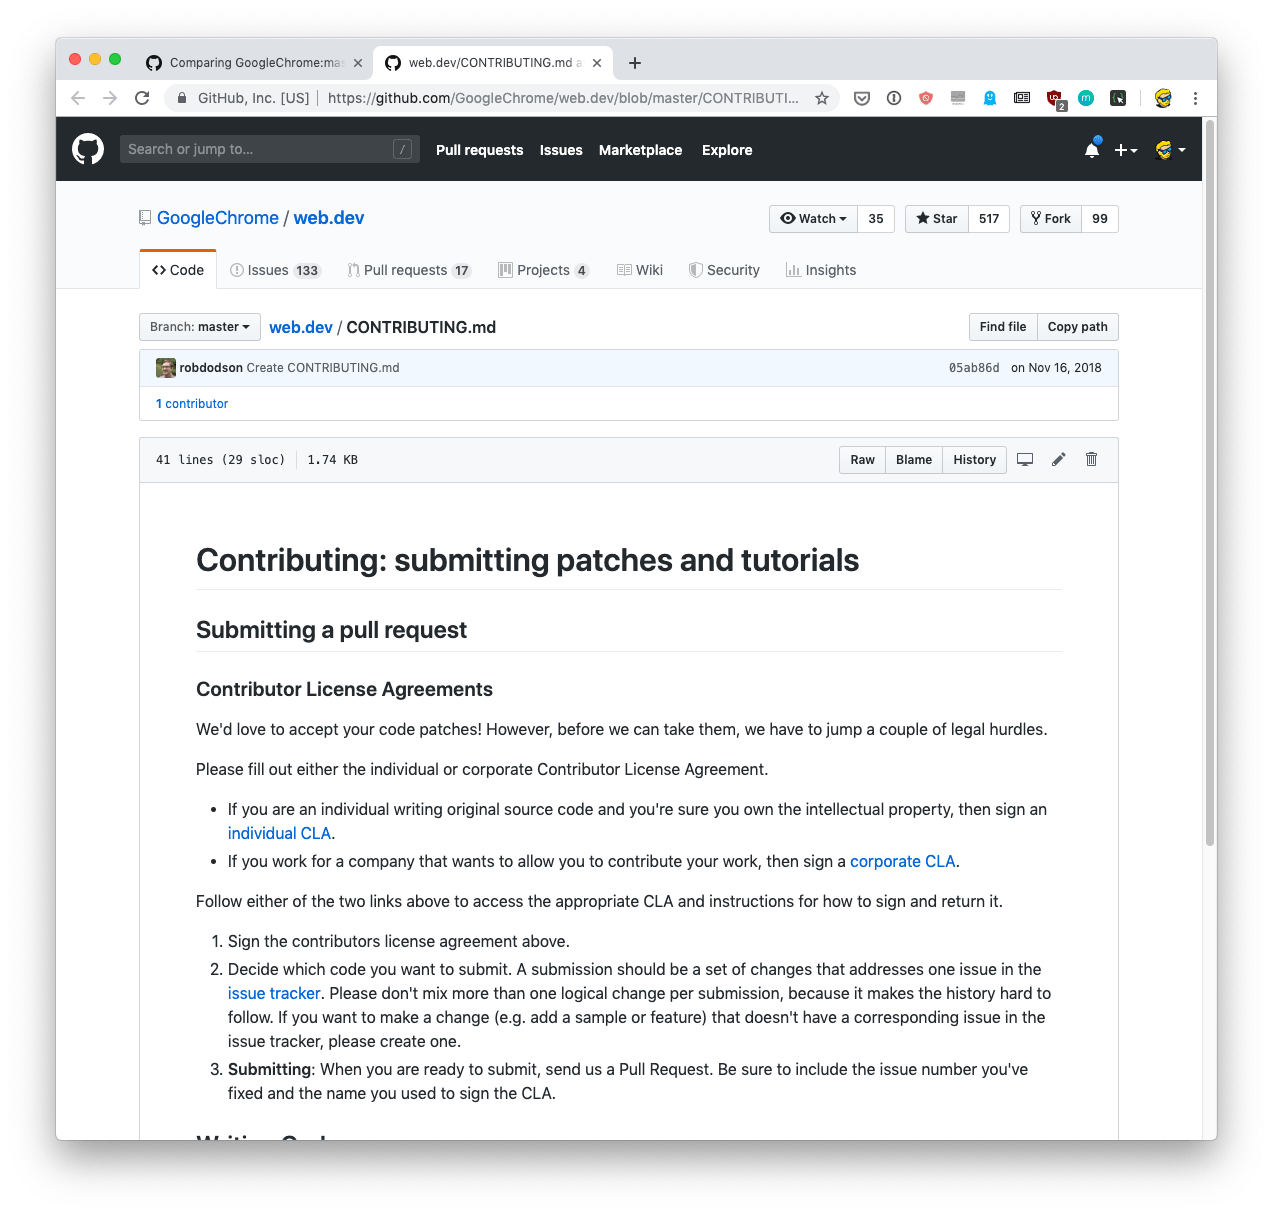 Comparing GoogleChrome:mas
web.dev/CONTRIBUTING.md a
GitHub, Inc. [US] | https://github.com/GoogleChrome/web.dev/blob/master/CONTRIBUTI...
2
m
Search or jump to...
/
Pull requests Issues Marketplace Explore
GoogleChrome / web.dev
Watch 35 Star 517 Fork 99
Code Issues 133 Pull requests 17 Projects 4 Wiki Security Insights
Branch: master web.dev / CONTRIBUTING.md Find file Copy path
robdodson Create CONTRIBUTING.md 05ab86d on Nov 16, 2018
1 contributor
41 lines (29 sloc) 1.74 KB Raw Blame History
Contributing: submitting patches and tutorials
Submitting a pull request
Contributor License Agreements
We'd love to accept your code patches! However, before we can take them, we have to jump a couple of legal hurdles.
Please fill out either the individual or corporate Contributor License Agreement.
• If you are an individual writing original source code and you're sure you own the intellectual property, then sign an
individual CLA.
• If you work for a company that wants to allow you to contribute your work, then sign a corporate CLA.
Follow either of the two links above to access the appropriate CLA and instructions for how to sign and return it.
1. Sign the contributors license agreement above.
2. Decide which code you want to submit. A submission should be a set of changes that addresses one issue in the
issue tracker. Please don't mix more than one logical change per submission, because it makes the history hard to
follow. If you want to make a change (e.g. add a sample or feature) that doesn't have a corresponding issue in the
issue tracker, please create one.
3. Submitting: When you are ready to submit, send us a Pull Request. Be sure to include the issue number you've
fixed and the name you used to sign the CLA.